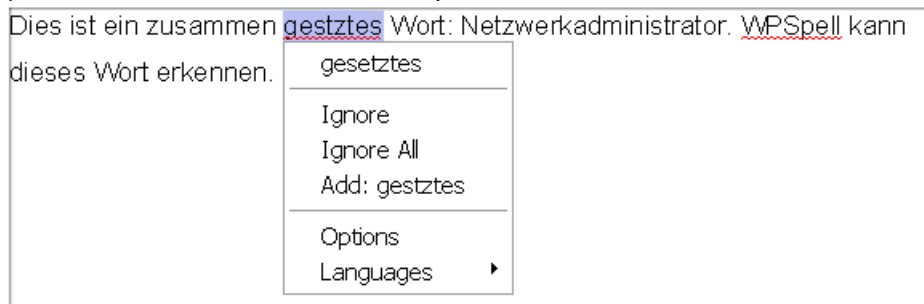 Dies ist ein zusammen gestztes Wort: Netzwerkadministrator. WPSpell kann
dieses Wort erkennen.
gesetztes
Ignore
Ignore All
Add: gestztes
Options
Languages